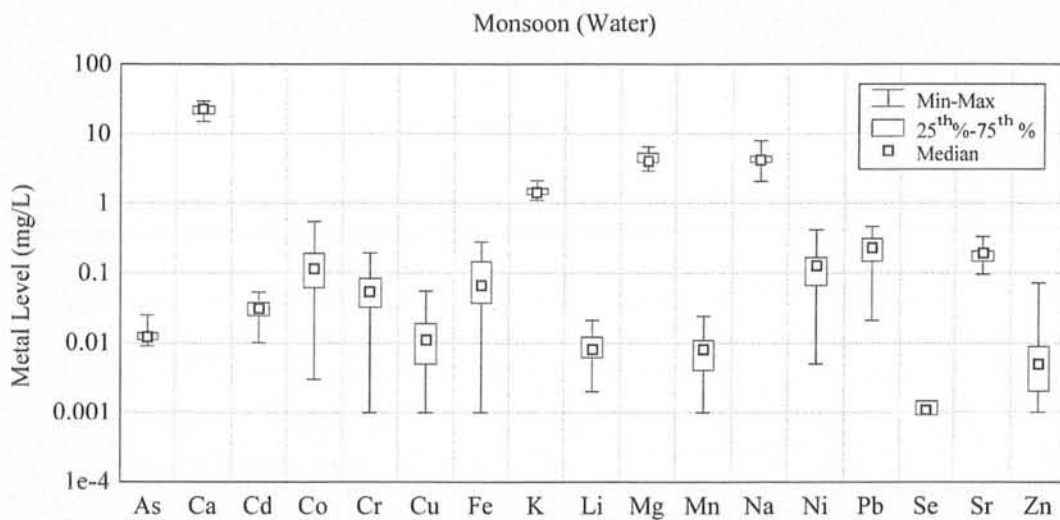 Monsoon (Water)
Metal Level (mg/L)
100
10
1
0.1
0.01
0.001
1e-4
Min-Max
25th%-75th %
Median
As Ca Cd Co Cr Cu Fe K Li Mg Mn Na Ni Pb Se Sr Zn